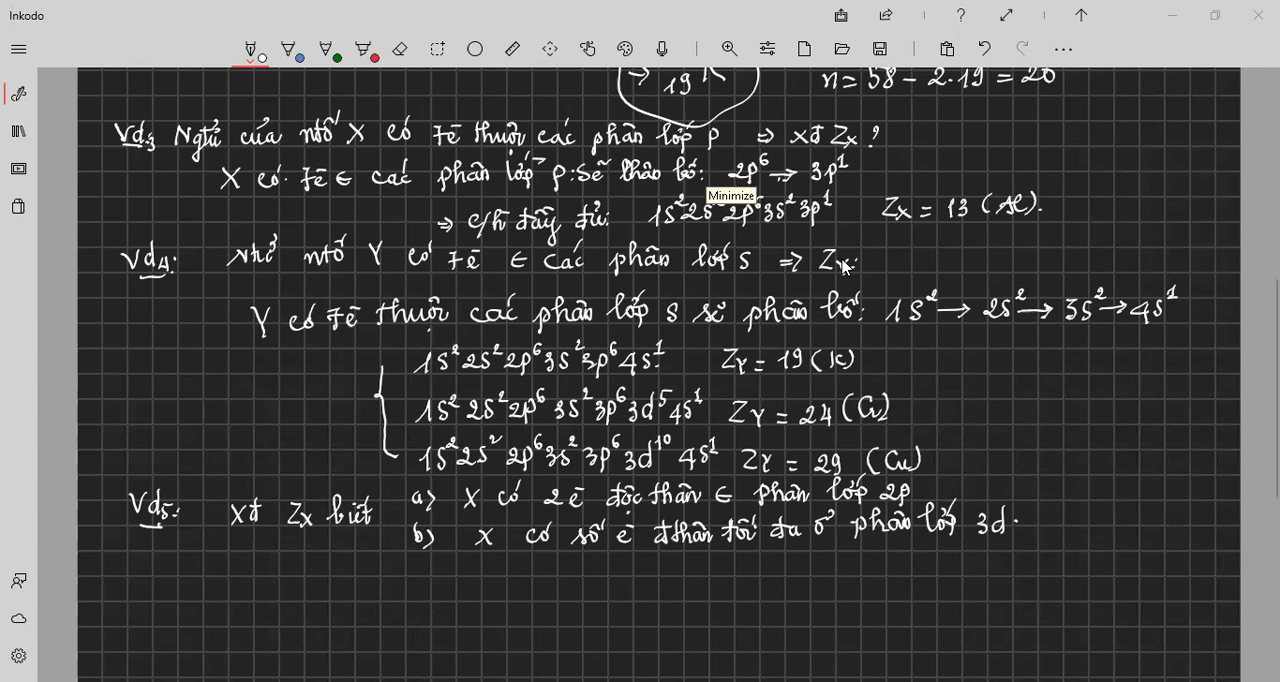 Inkodo
→ 19 K n = 58 - 2.19 = 20
Vd3 Ngtử của ntố X có 7ē thuộc các phân lớp p ⇒ xđ Zx?
X có 7ē ∈ các phân lớp p: Sẽ phân bố: 2p⁶ → 3p¹
Minimize
⇒ c/h đầy đủ: 1s²2s²2p⁶3s²3p¹ Zx = 13 (Al).
Vd4: ntố Y có 7ē ∈ các phân lớp s ⇒ Zy:
Y có 7ē thuộc các phân lớp s sẽ phân bố: 1s² → 2s² → 3s² → 4s¹
1s²2s²2p⁶3s²3p⁶4s¹ Zy = 19 (K)
1s²2s²2p⁶3s²3p⁶3d⁵4s¹ Zy = 24 (Cr)
1s²2s²2p⁶3s²3p⁶3d¹⁰4s¹ Zy = 29 (Cu)
Vd5: xđ Zx biết a) X có 2ē độc thân ∈ phân lớp 2p
b) X có số ē đthân tối đa ở phân lớp 3d.